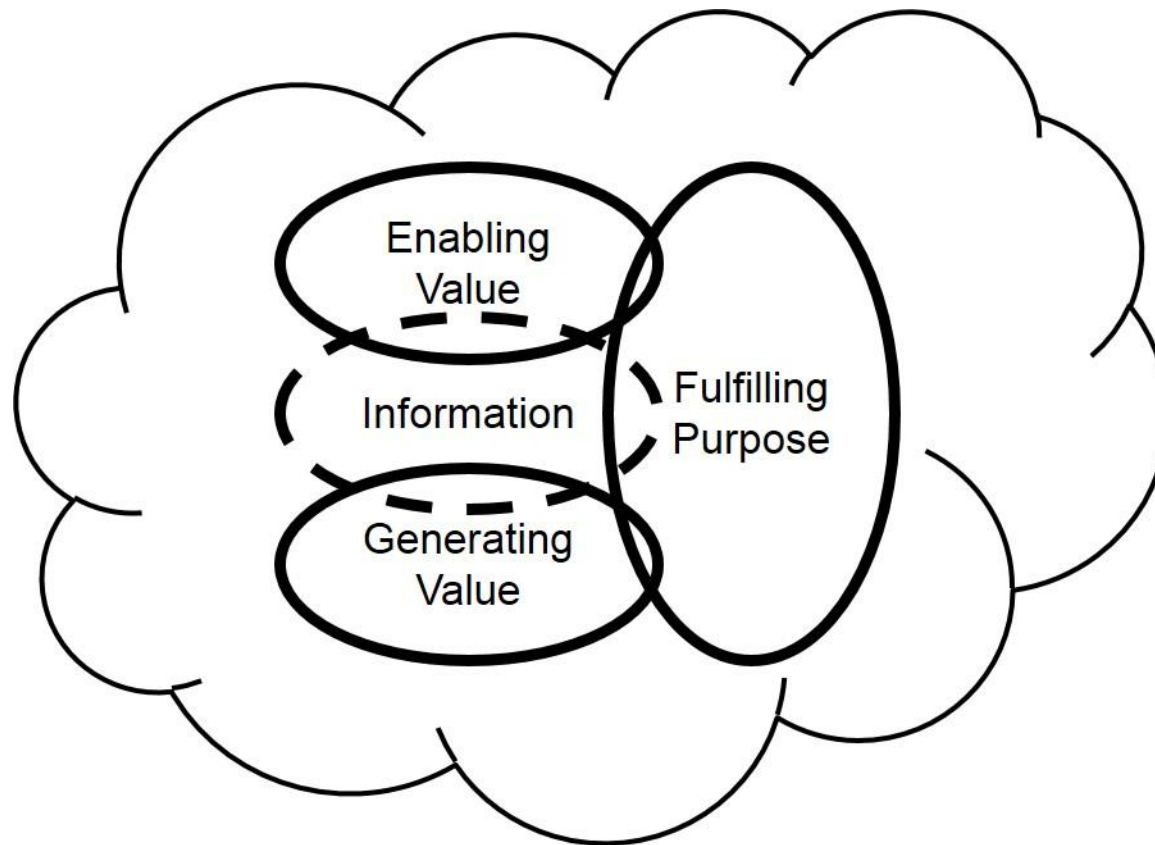 Enabling
Value
Information
Fulfilling
Purpose
Generating
Value